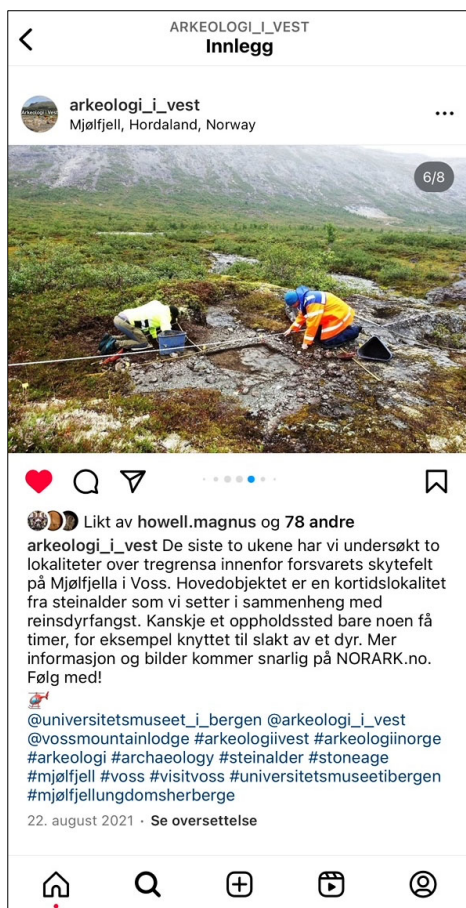 ARKEOLOGI_I_VEST
Innlegg
arkeologi_i_vest
Mjølfjell, Hordaland, Norway
6/8
Likt av howell.magnus og 78 andre
arkeologi_i_vest De siste to ukene har vi undersøkt to
lokaliteter over tregrensa innenfor forsvarets skytefelt
på Mjølfjella i Voss. Hovedobjektet er en kortidslokalitet
fra steinalder som vi setter i sammenheng med
reinsdyrfangst. Kanskje et oppholdssted bare noen få
timer, for eksempel knyttet til slakt av et dyr. Mer
informasjon og bilder kommer snarlig på NORARK.no.
Følg med!
@universitetsmuseet_i_bergen @arkeologi_i_vest
@vossmountainlodge #arkeologiivest #arkeologiinorge
#arkeologi #archaeology #steinalder #stoneage
#mjølfjell #voss #visitvoss #universitetsmuseetibergen
#mjølfjellungdomsherberge
22. august 2021 · Se oversettelse